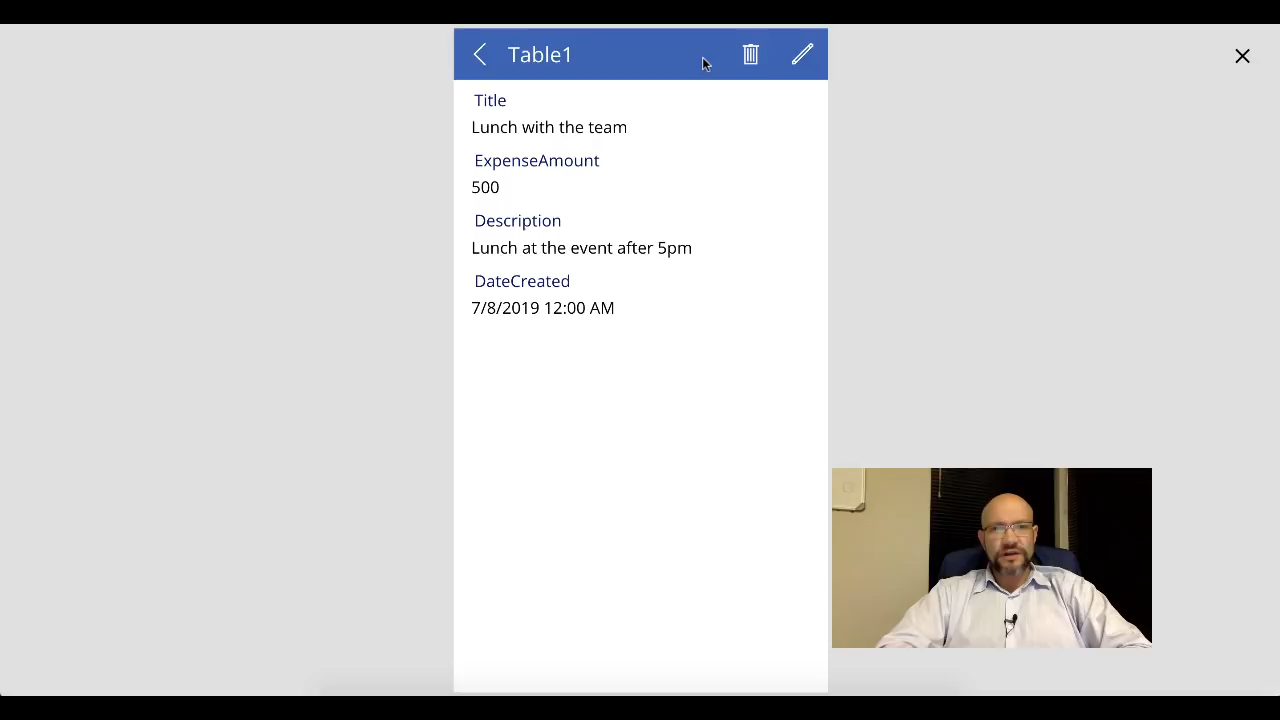 Table1
Title
Lunch with the team
ExpenseAmount
500
Description
Lunch at the event after 5pm
DateCreated
7/8/2019 12:00 AM